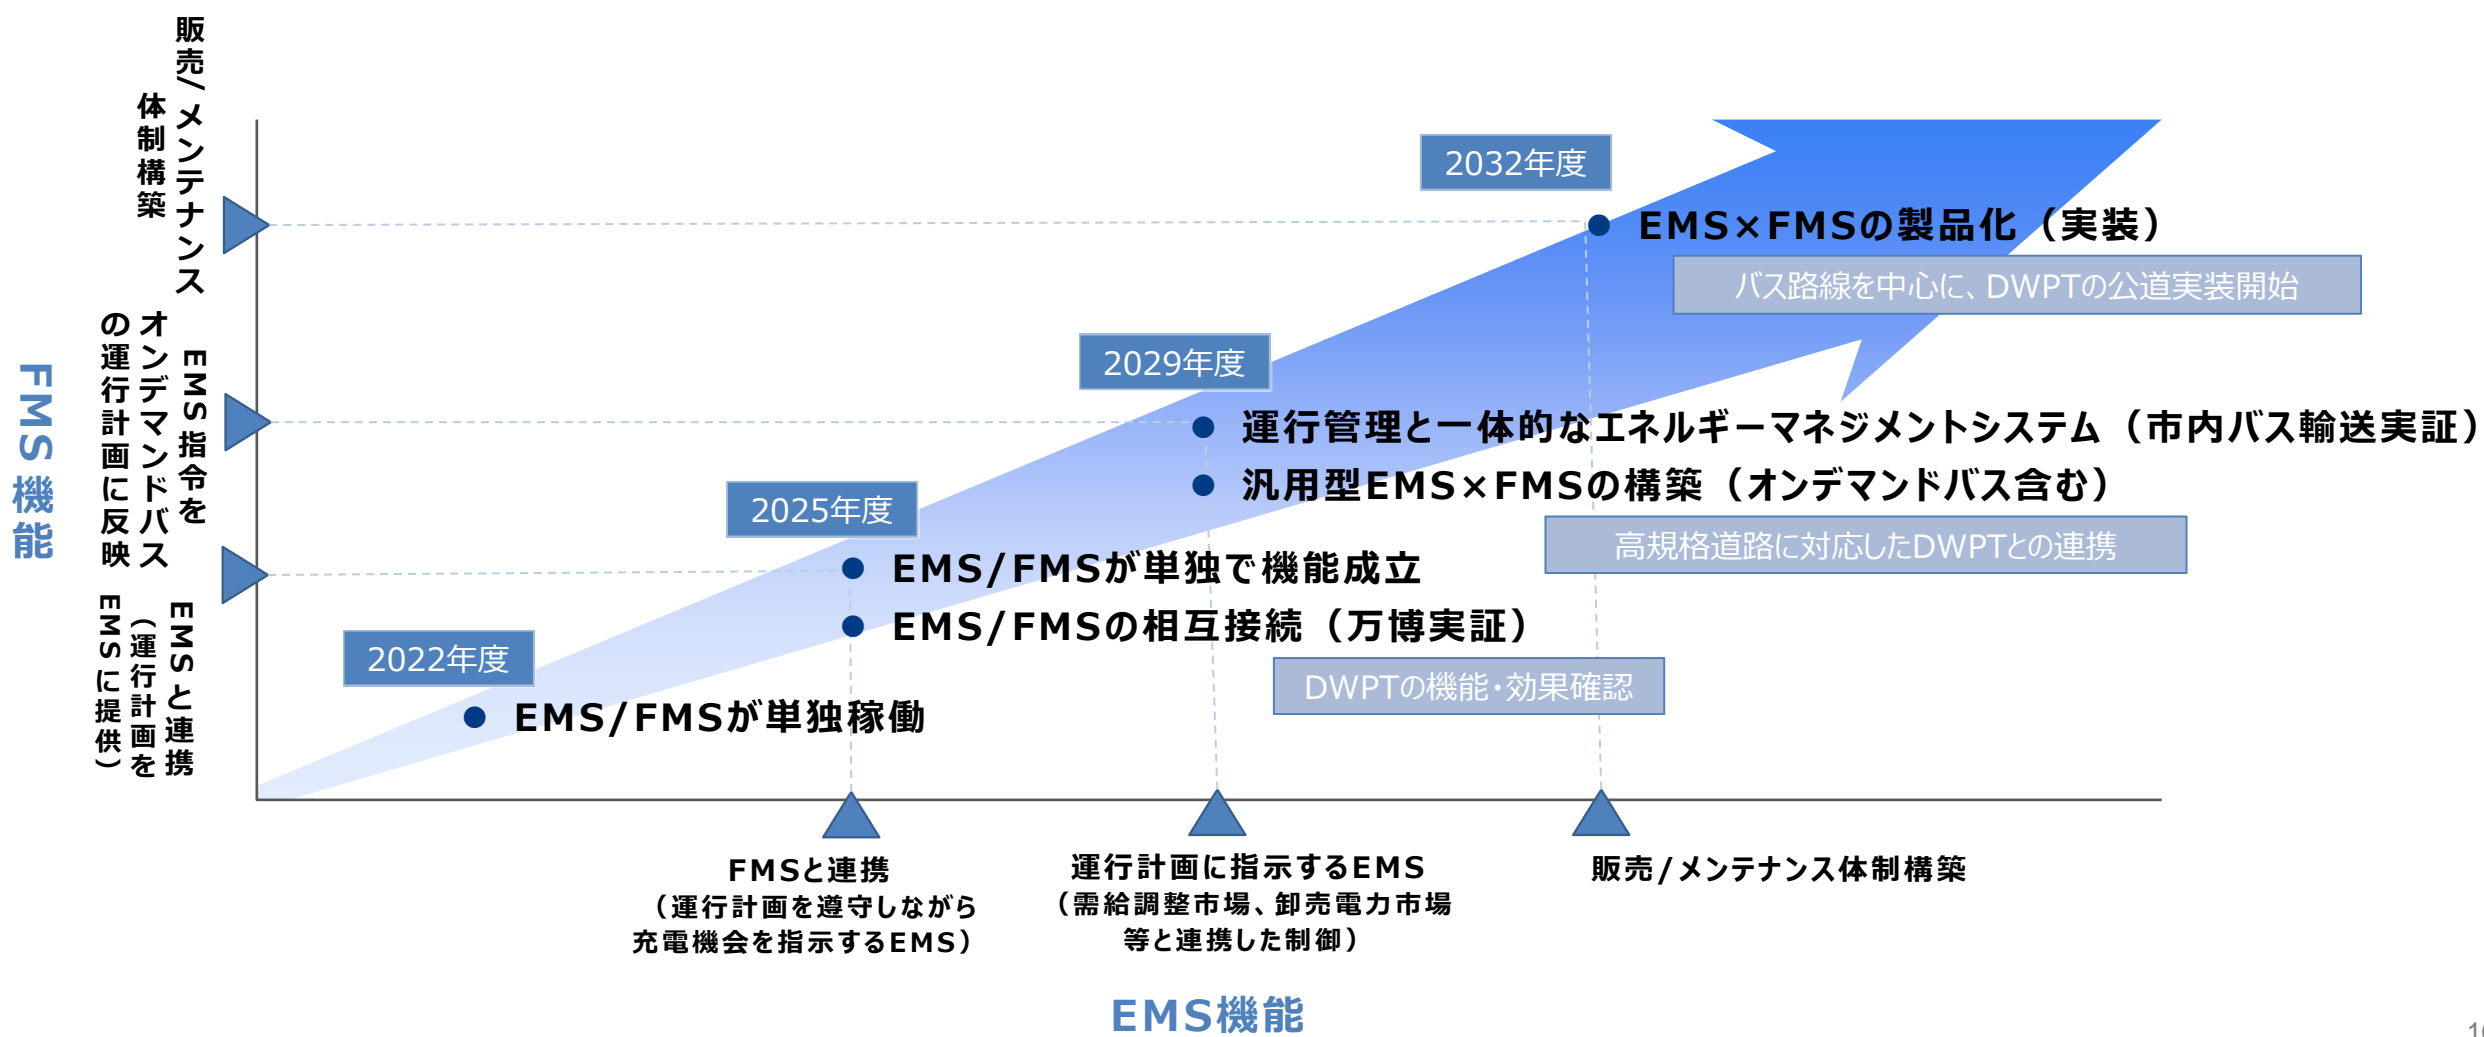 FMS機能
販売/メンテナンス
体制構築
EMS指令を
オンデマンドバス
の運行計画に反映
EMSと連携
（運行計画を
EMSに提供）
2032年度
EMS×FMSの製品化（実装）
バス路線を中心に、DWPTの公道実装開始
2029年度
運行管理と一体的なエネルギーマネジメントシステム（市内バス輸送実証）
汎用型EMS×FMSの構築（オンデマンドバス含む）
高規格道路に対応したDWPTとの連携
2025年度
EMS/FMSが単独で機能成立
EMS/FMSの相互接続（万博実証）
DWPTの機能・効果確認
2022年度
EMS/FMSが単独稼働
FMSと連携
（運行計画を遵守しながら
充電機会を指示するEMS）
運行計画に指示するEMS
（需給調整市場、卸売電力市場
等と連携した制御）
販売/メンテナンス体制構築
EMS機能